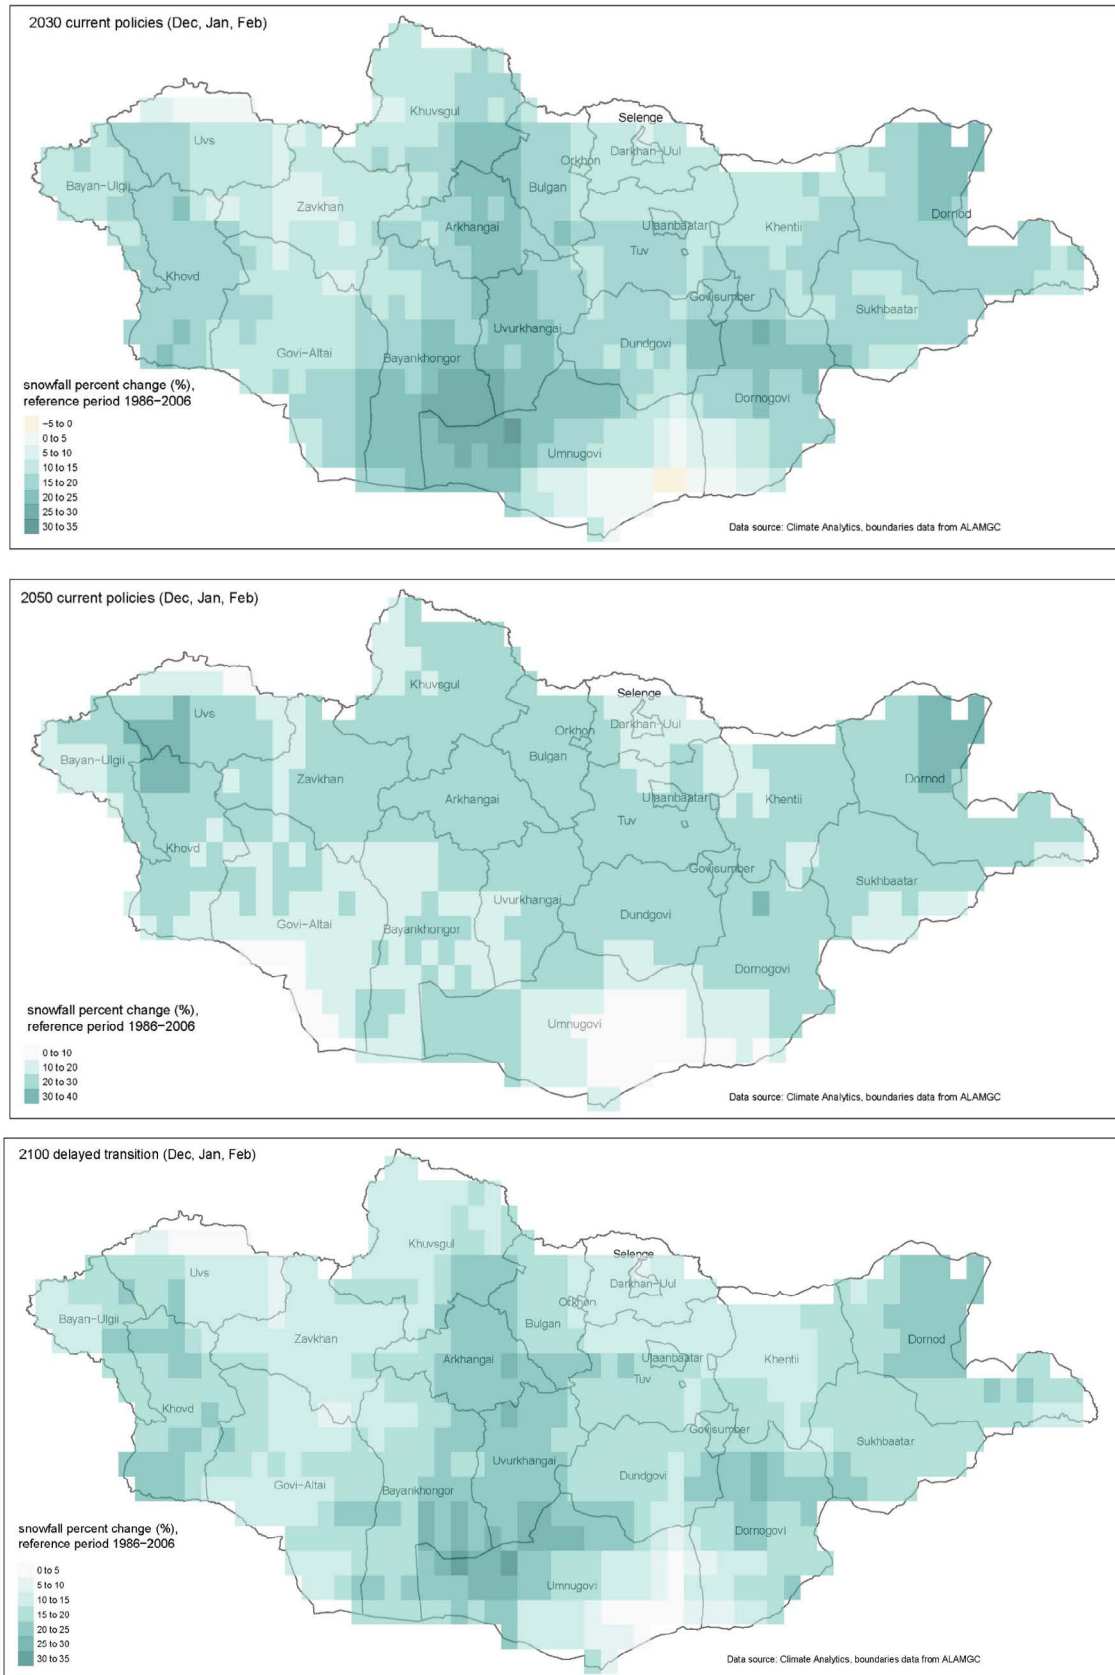 2030 current policies (Dec, Jan, Feb)
Khuvsgul
Selenge
Uvs
Orkhon
Darkhan-Uul
Bayan-Ulgii
Bulgan
Zavkhan
Dornod
Arkhangai
Ulaanbaatar
Khentii
Tuv
Khovd
Govisumber
Sukhbaatar
Uvurkhangai
Dundgovi
Govi-Altai
Bayankhongor
Dornogovi
Umnugovi
snowfall percent change (%),
reference period 1986−2006
−5 to 0
0 to 5
5 to 10
10 to 15
15 to 20
20 to 25
25 to 30
30 to 35
Data source: Climate Analytics, boundaries data from ALAMGC
2050 current policies (Dec, Jan, Feb)
Khuvsgul
Selenge
Uvs
Darkhan-Uul
Orkhon
Bayan-Ulgii
Bulgan
Zavkhan
Dornod
Arkhangai
Ulaanbaatar
Khentii
Tuv
Khovd
Govisumber
Sukhbaatar
Uvurkhangai
Dundgovi
Govi-Altai
Bayankhongor
Dornogovi
Umnugovi
snowfall percent change (%),
reference period 1986−2006
0 to 10
10 to 20
20 to 30
30 to 40
Data source: Climate Analytics, boundaries data from ALAMGC
2100 delayed transition (Dec, Jan, Feb)
Khuvsgul
Selenge
Uvs
Darkhan-Uul
Orkhon
Bayan-Ulgii
Bulgan
Zavkhan
Dornod
Arkhangai
Ulaanbaatar
Khentii
Tuv
Khovd
Govisumber
Sukhbaatar
Uvurkhangai
Dundgovi
Govi-Altai
Bayankhongor
Dornogovi
Umnugovi
snowfall percent change (%),
reference period 1986−2006
0 to 5
5 to 10
10 to 15
15 to 20
20 to 25
25 to 30
30 to 35
Data source: Climate Analytics, boundaries data from ALAMGC